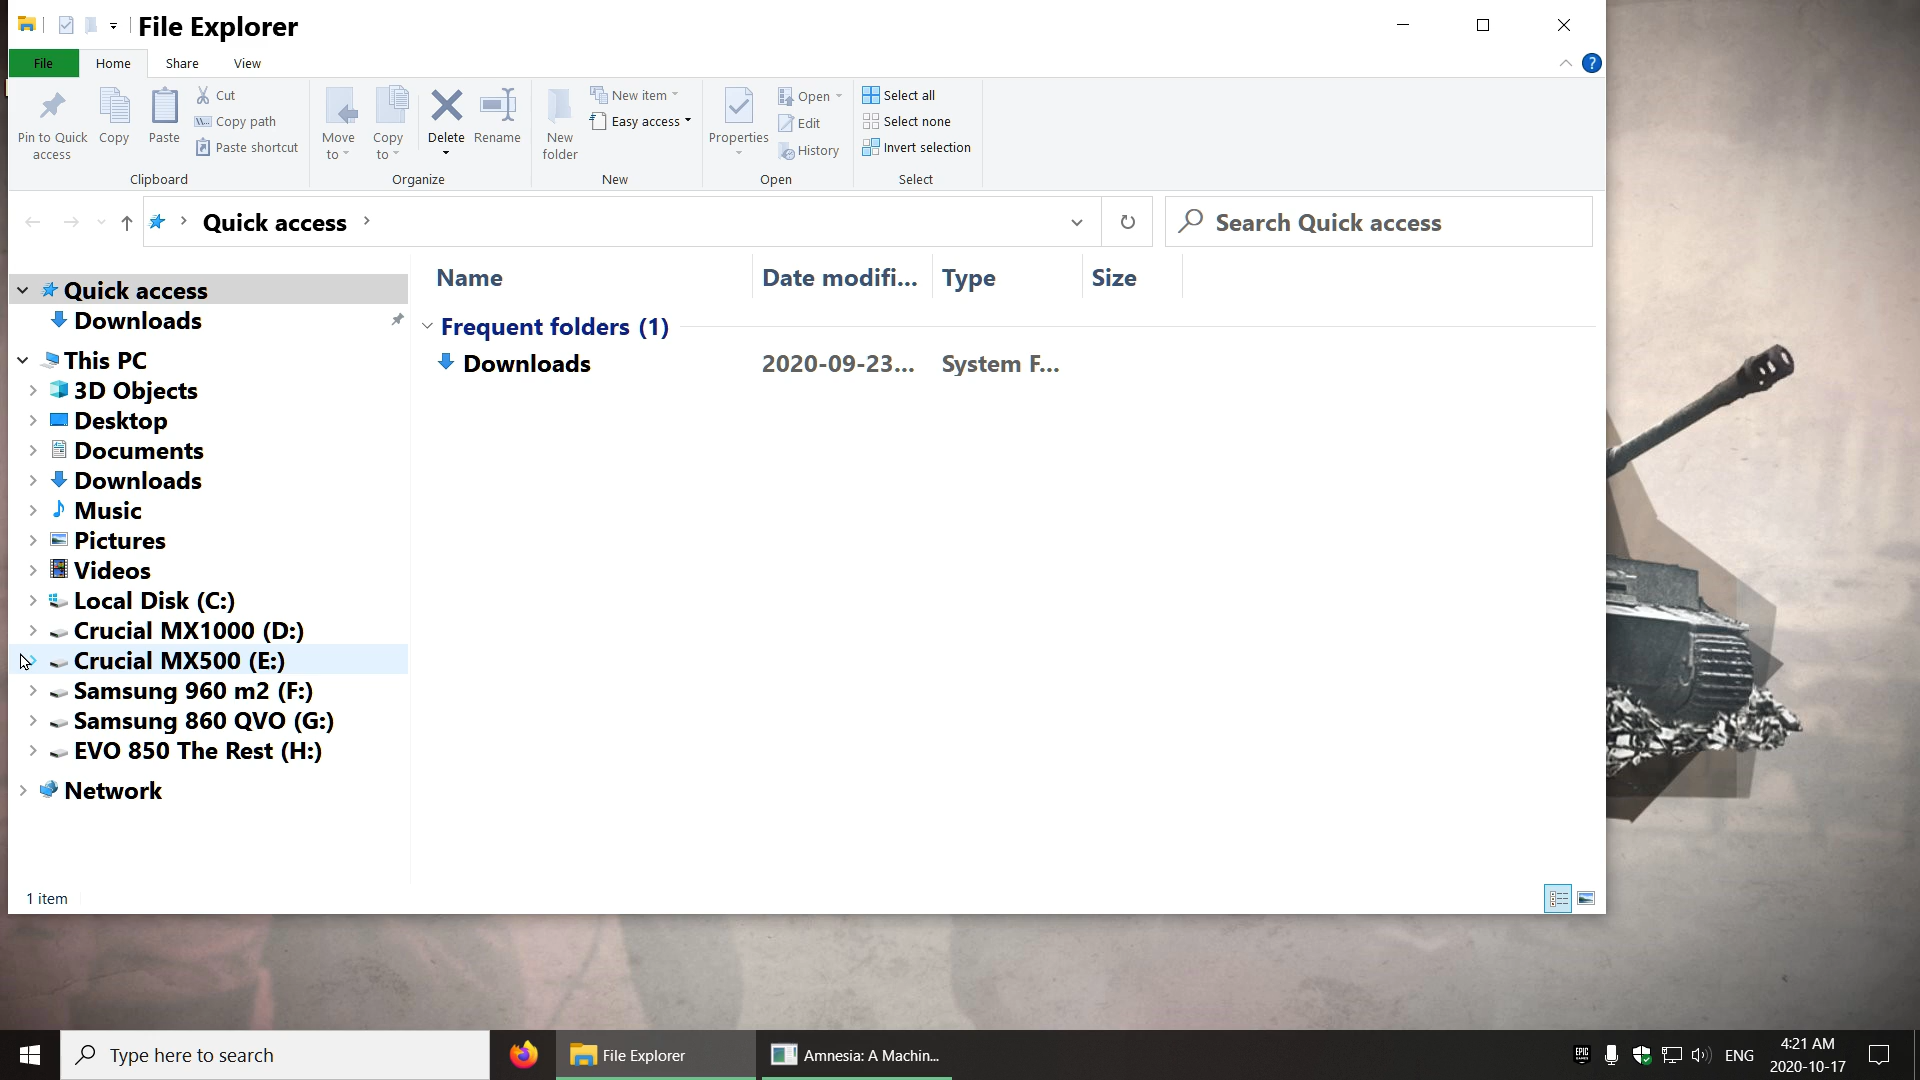 File Explorer
File
Home
Share
View
?
Pin to Quick access
Copy
Paste
Cut
Copy path
Paste shortcut
Clipboard
Move to
Copy to
Delete
Rename
Organize
New folder
New item
Easy access
New
Properties
Open
Edit
History
Open
Select all
Select none
Invert selection
Select
Quick access
Search Quick access
Quick access
Downloads
This PC
3D Objects
Desktop
Documents
Downloads
Music
Pictures
Videos
Local Disk (C:)
Crucial MX1000 (D:)
Crucial MX500 (E:)
Samsung 960 m2 (F:)
Samsung 860 QVO (G:)
EVO 850 The Rest (H:)
Network
Name
Date modifi...
Type
Size
Frequent folders (1)
Downloads
2020-09-23...
System F...
1 item
Type here to search
File Explorer
Amnesia: A Machin...
EPIC GAMES
ENG
4:21 AM
2020-10-17